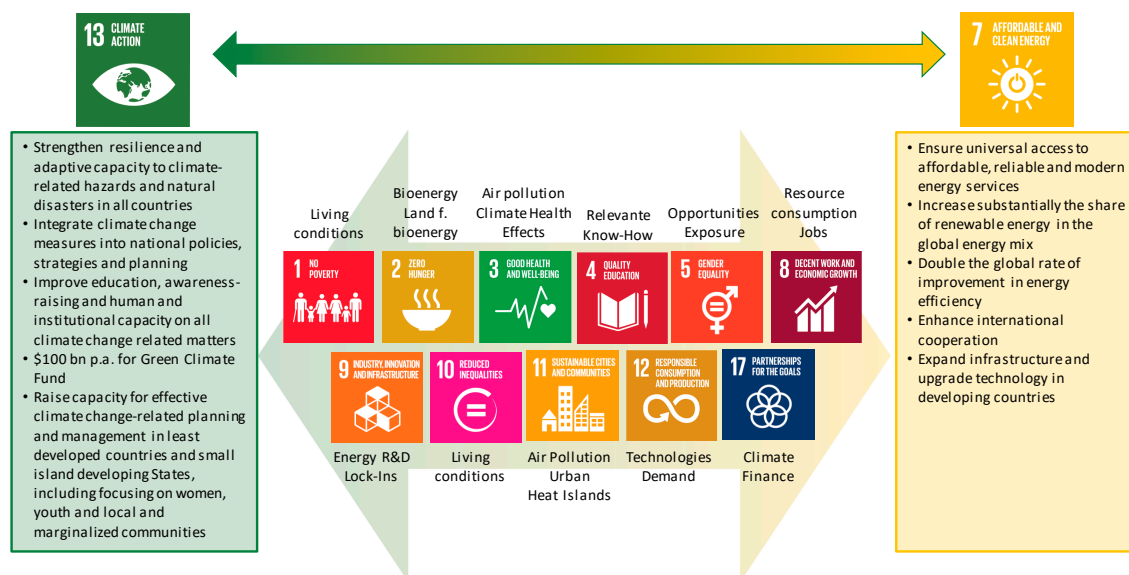 13 CLIMATE
ACTION
7 AFFORDABLE AND
CLEAN ENERGY
• Strengthen resilience and
adaptive capacity to climate-
related hazards and natural
disasters in all countries
• Integrate climate change
measures into national policies,
strategies and planning
• Improve education, awareness-
raising and human and
institutional capacity on all
climate change related matters
• $100 bn p.a. for Green Climate
Fund
• Raise capacity for effective
climate change-related planning
and management in least
developed countries and small
island developing States,
including focusing on women,
youth and local and
marginalized communities
Living
conditions
Bioenergy
Land f.
bioenergy
Air pollution
Climate Health
Effects
Relevante
Know-How
Opportunities
Exposure
Resource
consumption
Jobs
1 NO
POVERTY
2 ZERO
HUNGER
3 GOOD HEALTH
AND WELL-BEING
4 QUALITY
EDUCATION
5 GENDER
EQUALITY
8 DECENT WORK AND
ECONOMIC GROWTH
9 INDUSTRY, INNOVATION
AND INFRASTRUCTURE
10 REDUCED
INEQUALITIES
11 SUSTAINABLE CITIES
AND COMMUNITIES
12 RESPONSIBLE
CONSUMPTION
AND PRODUCTION
17 PARTNERSHIPS
FOR THE GOALS
Energy R&D
Lock-Ins
Living
conditions
Air Pollution
Urban
Heat Islands
Technologies
Demand
Climate
Finance
• Ensure universal access to
affordable, reliable and modern
energy services
• Increase substantially the share
of renewable energy in the
global energy mix
• Double the global rate of
improvement in energy
efficiency
• Enhance international
cooperation
• Expand infrastructure and
upgrade technology in
developing countries